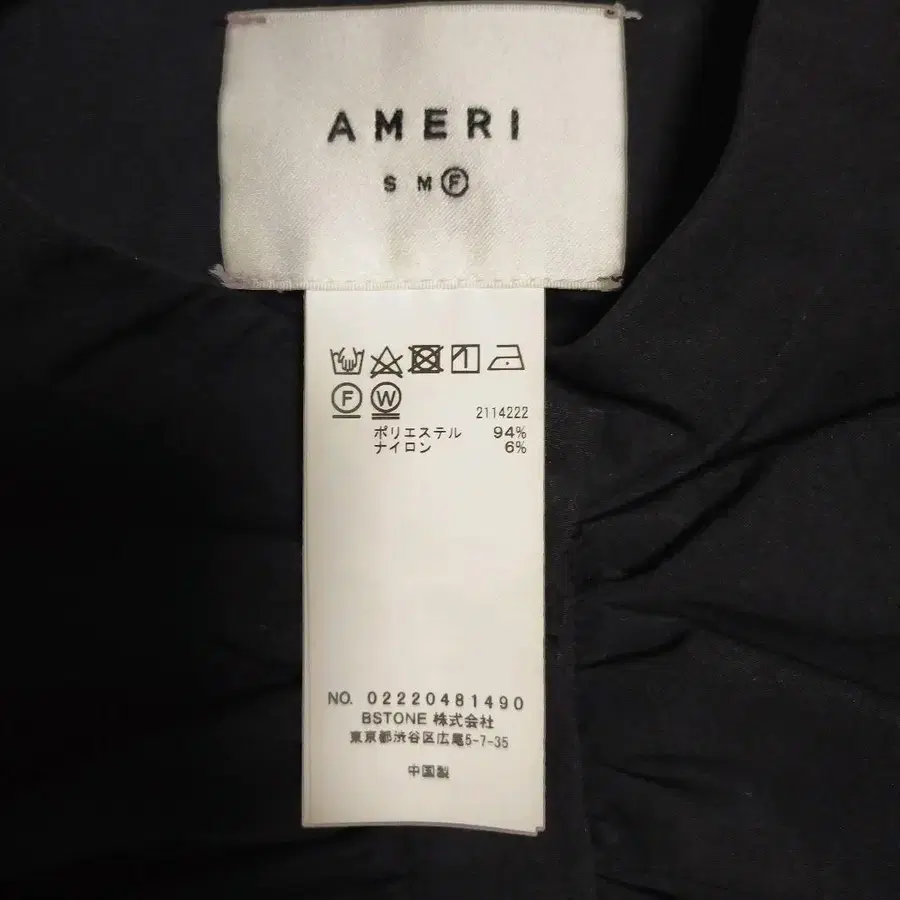 AMERI
S M F
F W
2114222
ポリエステル 94%
ナイロン 6%
NO. 02220481490
BSTONE 株式会社
東京都渋谷区広尾5-7-35
中国製